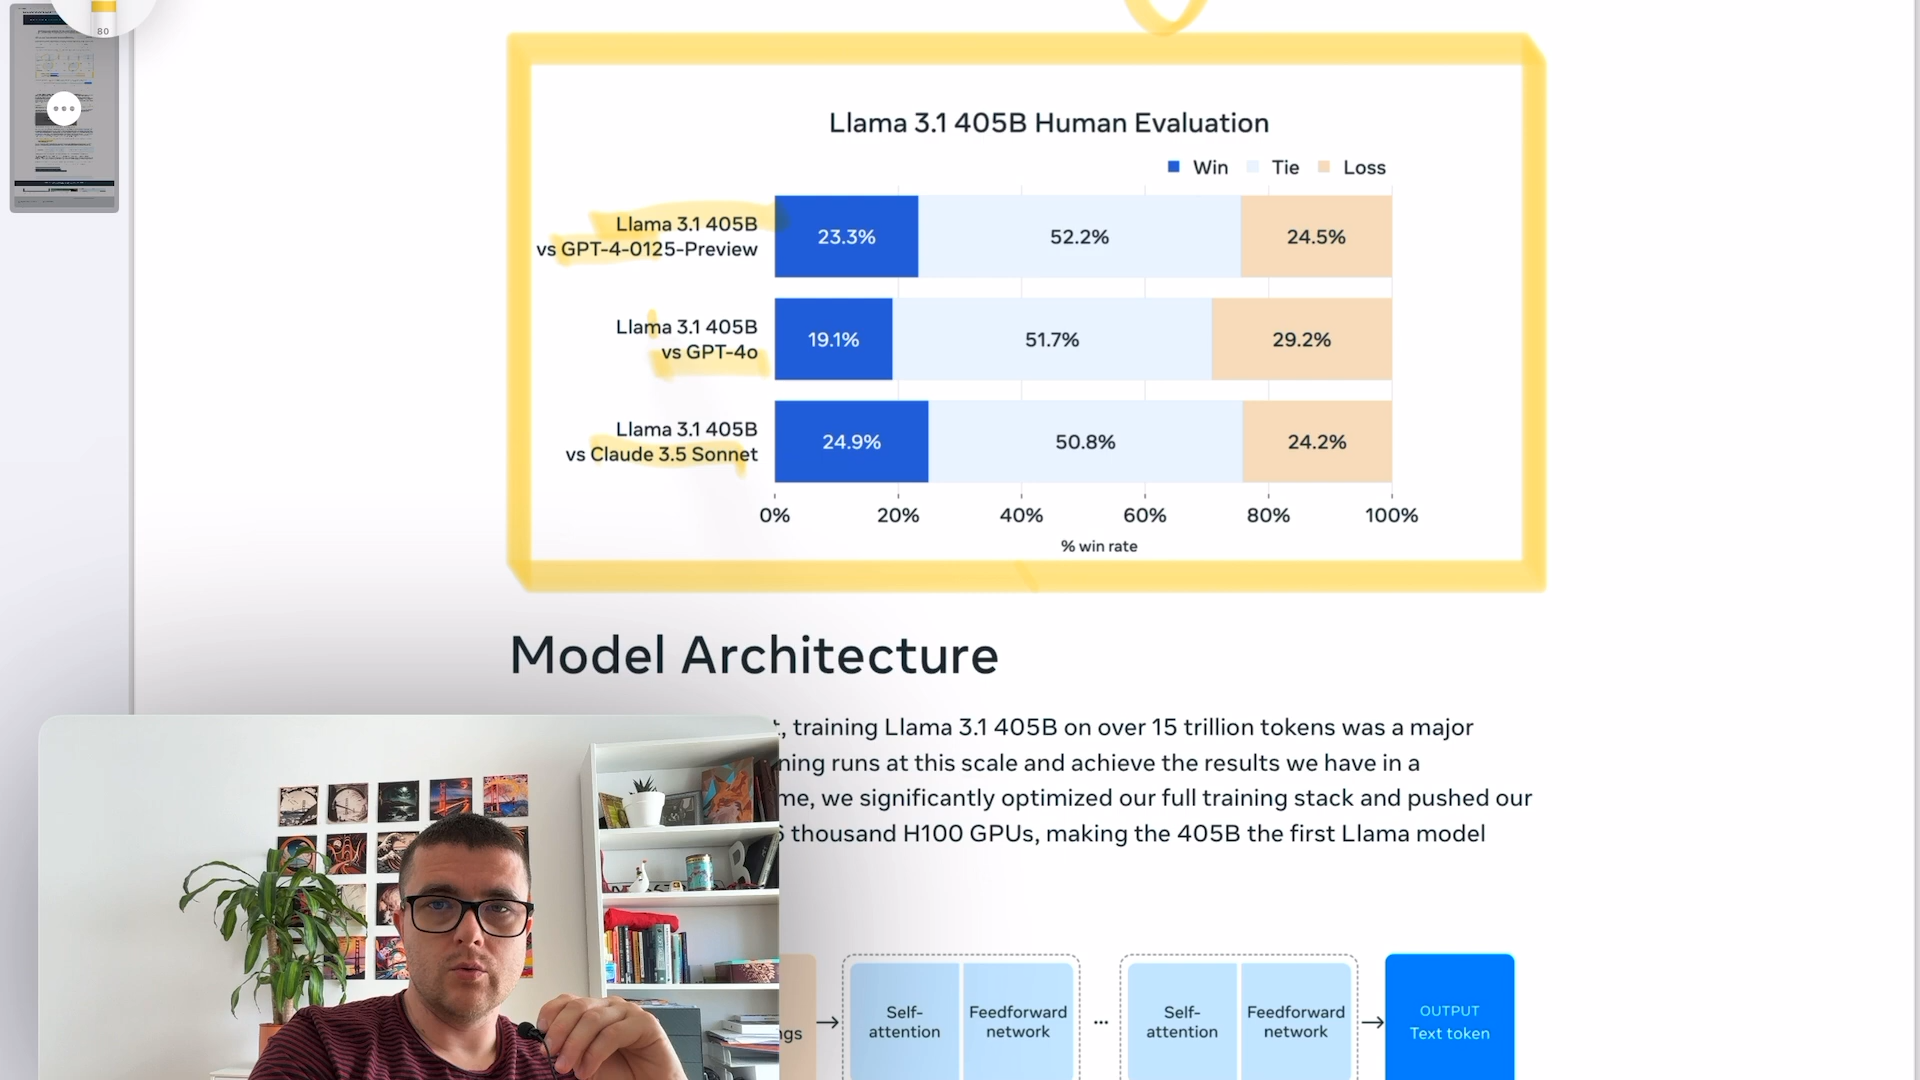 80
Llama 3.1 405B Human Evaluation
Win Tie Loss
Llama 3.1 405B
vs GPT-4-0125-Preview
23.3% 52.2% 24.5%
Llama 3.1 405B
vs GPT-4o
19.1% 51.7% 29.2%
Llama 3.1 405B
vs Claude 3.5 Sonnet
24.9% 50.8% 24.2%
0% 20% 40% 60% 80% 100%
% win rate
Model Architecture
, training Llama 3.1 405B on over 15 trillion tokens was a major
ning runs at this scale and achieve the results we have in a
me, we significantly optimized our full training stack and pushed our
thousand H100 GPUs, making the 405B the first Llama model
ngs
Self-
attention
Feedforward
network
...
Self-
attention
Feedforward
network
OUTPUT
Text token